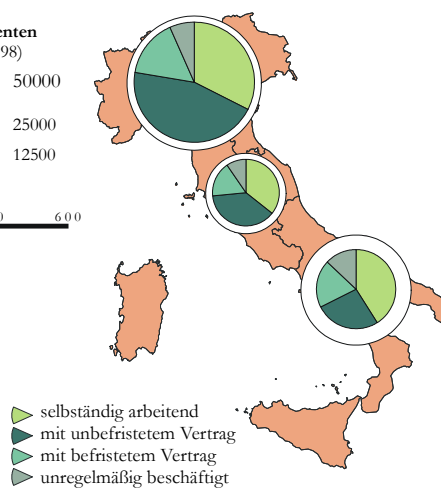 enten
98)
50000
25000
12500
0 600
selbständig arbeitend
mit unbefristetem Vertrag
mit befristetem Vertrag
unregelmäßig beschäftigt